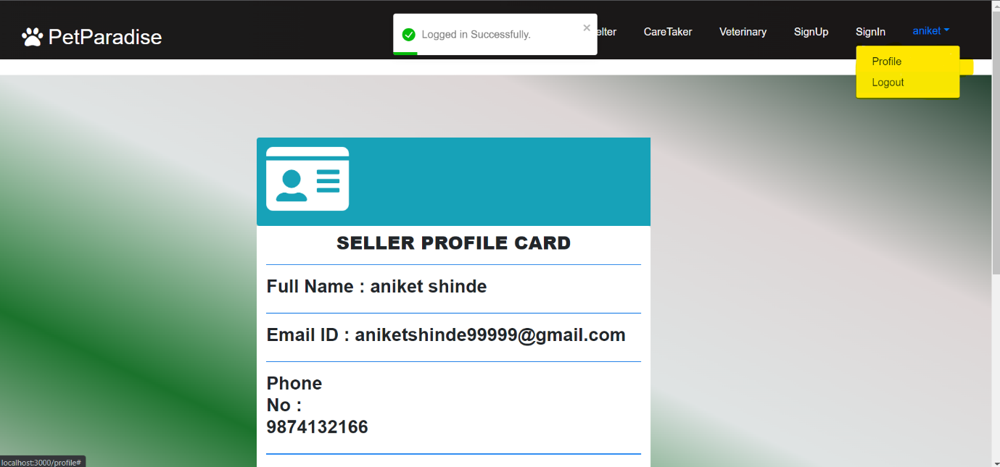 PetParadise
Logged in Successfully.
elter CareTaker Veterinary SignUp SignIn aniket
Profile
Logout
SELLER PROFILE CARD
Full Name : aniket shinde
Email ID : aniketshinde99999@gmail.com
Phone
No :
9874132166
localhost:3000/profile#